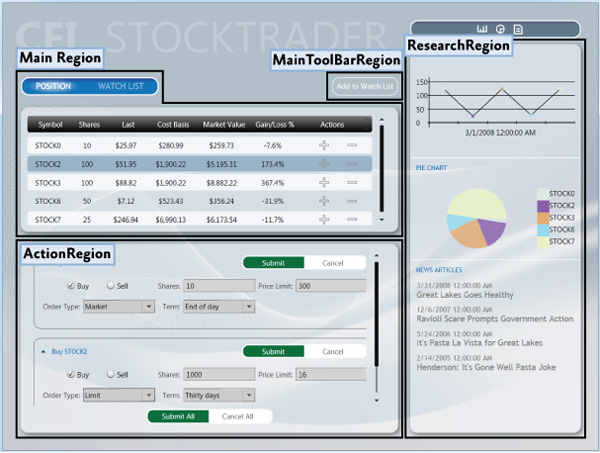 CFI STOCKTRADER
Main Region
MainToolBarRegion
ResearchRegion
POSITION WATCH LIST
Add to Watch List
Symbol Shares Last Cost Basis Market Value Gain/Loss % Actions
STOCK0 10 $25.97 $280.99 $259.73 -7.6%
STOCK2 100 $51.95 $1,900.22 $5,195.31 173.4%
STOCK3 100 $88.82 $1,900.22 $8,882.22 367.4%
STOCK6 50 $7.12 $523.43 $356.24 -31.9%
STOCK7 25 $246.94 $6,990.13 $6,173.54 -11.7%
ActionRegion
Submit Cancel
Buy Sell Shares: 10 Price Limit: 300
Order Type: Market Term: End of day
Buy STOCK2 Submit Cancel
Buy Sell Shares: 1000 Price Limit: 16
Order Type: Limit Term: Thirty days
Submit All Cancel All
150
100
50
0
3/1/2008 12:00:00 AM
PIE CHART
STOCK0
STOCK2
STOCK3
STOCK6
STOCK7
NEWS ARTICLES
3/31/2008 12:00:00 AM
Great Lakes Goes Healthy
12/6/2007 12:00:00 AM
Ravioli Scare Prompts Government Action
5/24/2006 12:00:00 AM
It's Pasta La Vista for Great Lakes
2/14/2005 12:00:00 AM
Henderson: It's Gone Well Pasta Joke